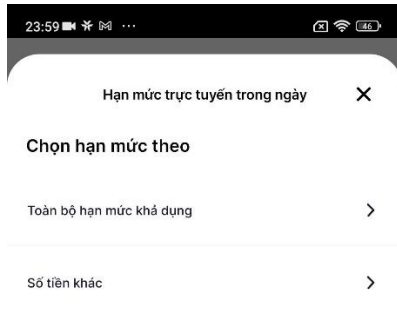 23:59
46
Hạn mức trực tuyến trong ngày
Chọn hạn mức theo
Toàn bộ hạn mức khả dụng
Số tiền khác